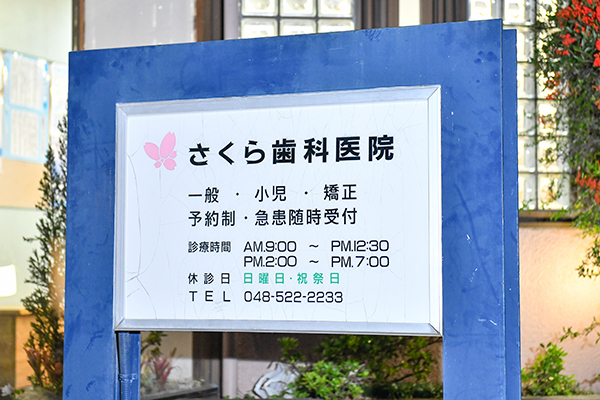 さくら歯科医院
一般 ・ 小児 ・ 矯正
予約制・急患随時受付
診療時間 AM.9:00 ～ PM.12:30
PM.2:00 ～ PM.7:00
休診日 日曜日・祝祭日
TEL 048-522-2233